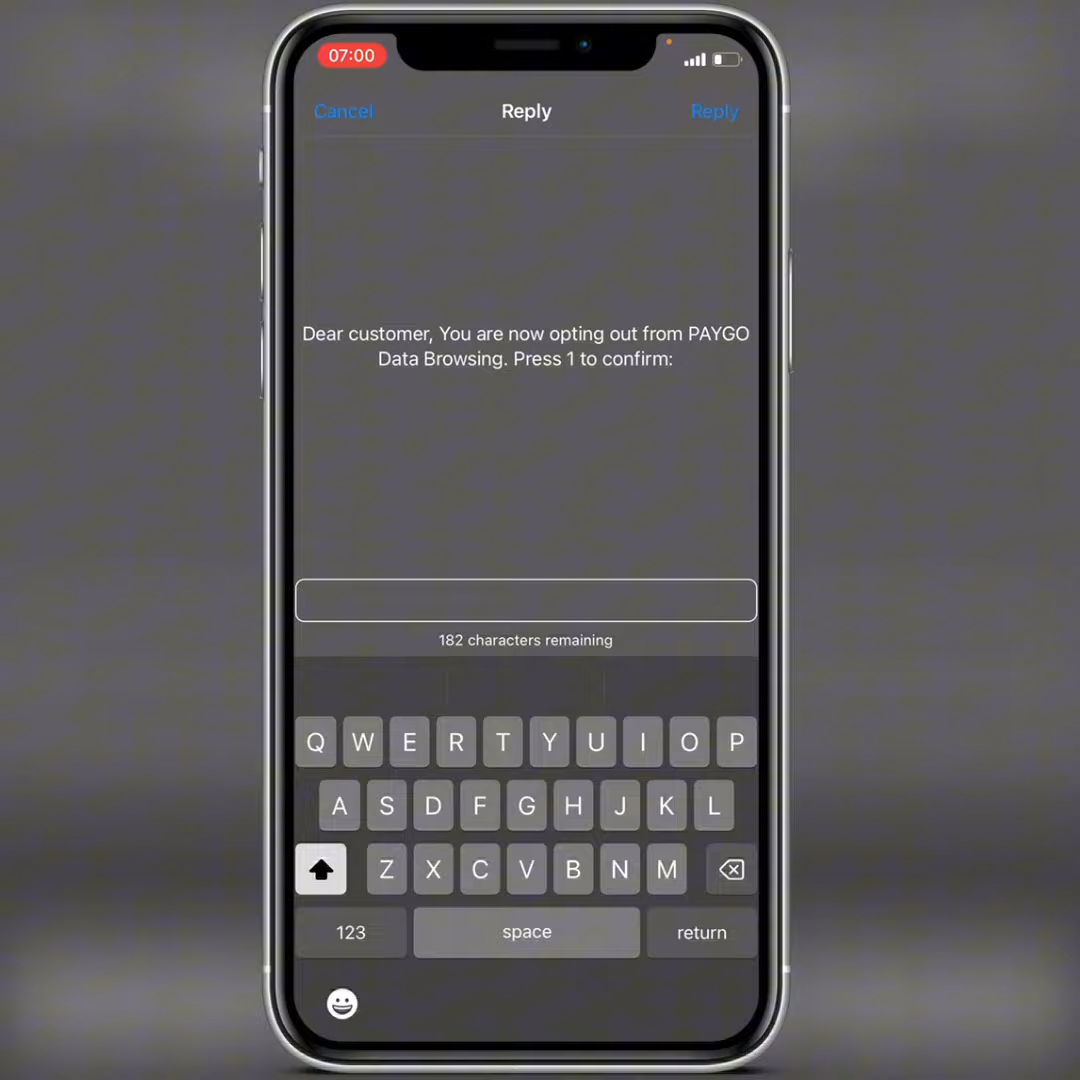 07:00
Cancel Reply Reply
Dear customer, You are now opting out from PAYGO
Data Browsing. Press 1 to confirm:
182 characters remaining
Q W E R T Y U I O P
A S D F G H J K L
Z X C V B N M
123 space return